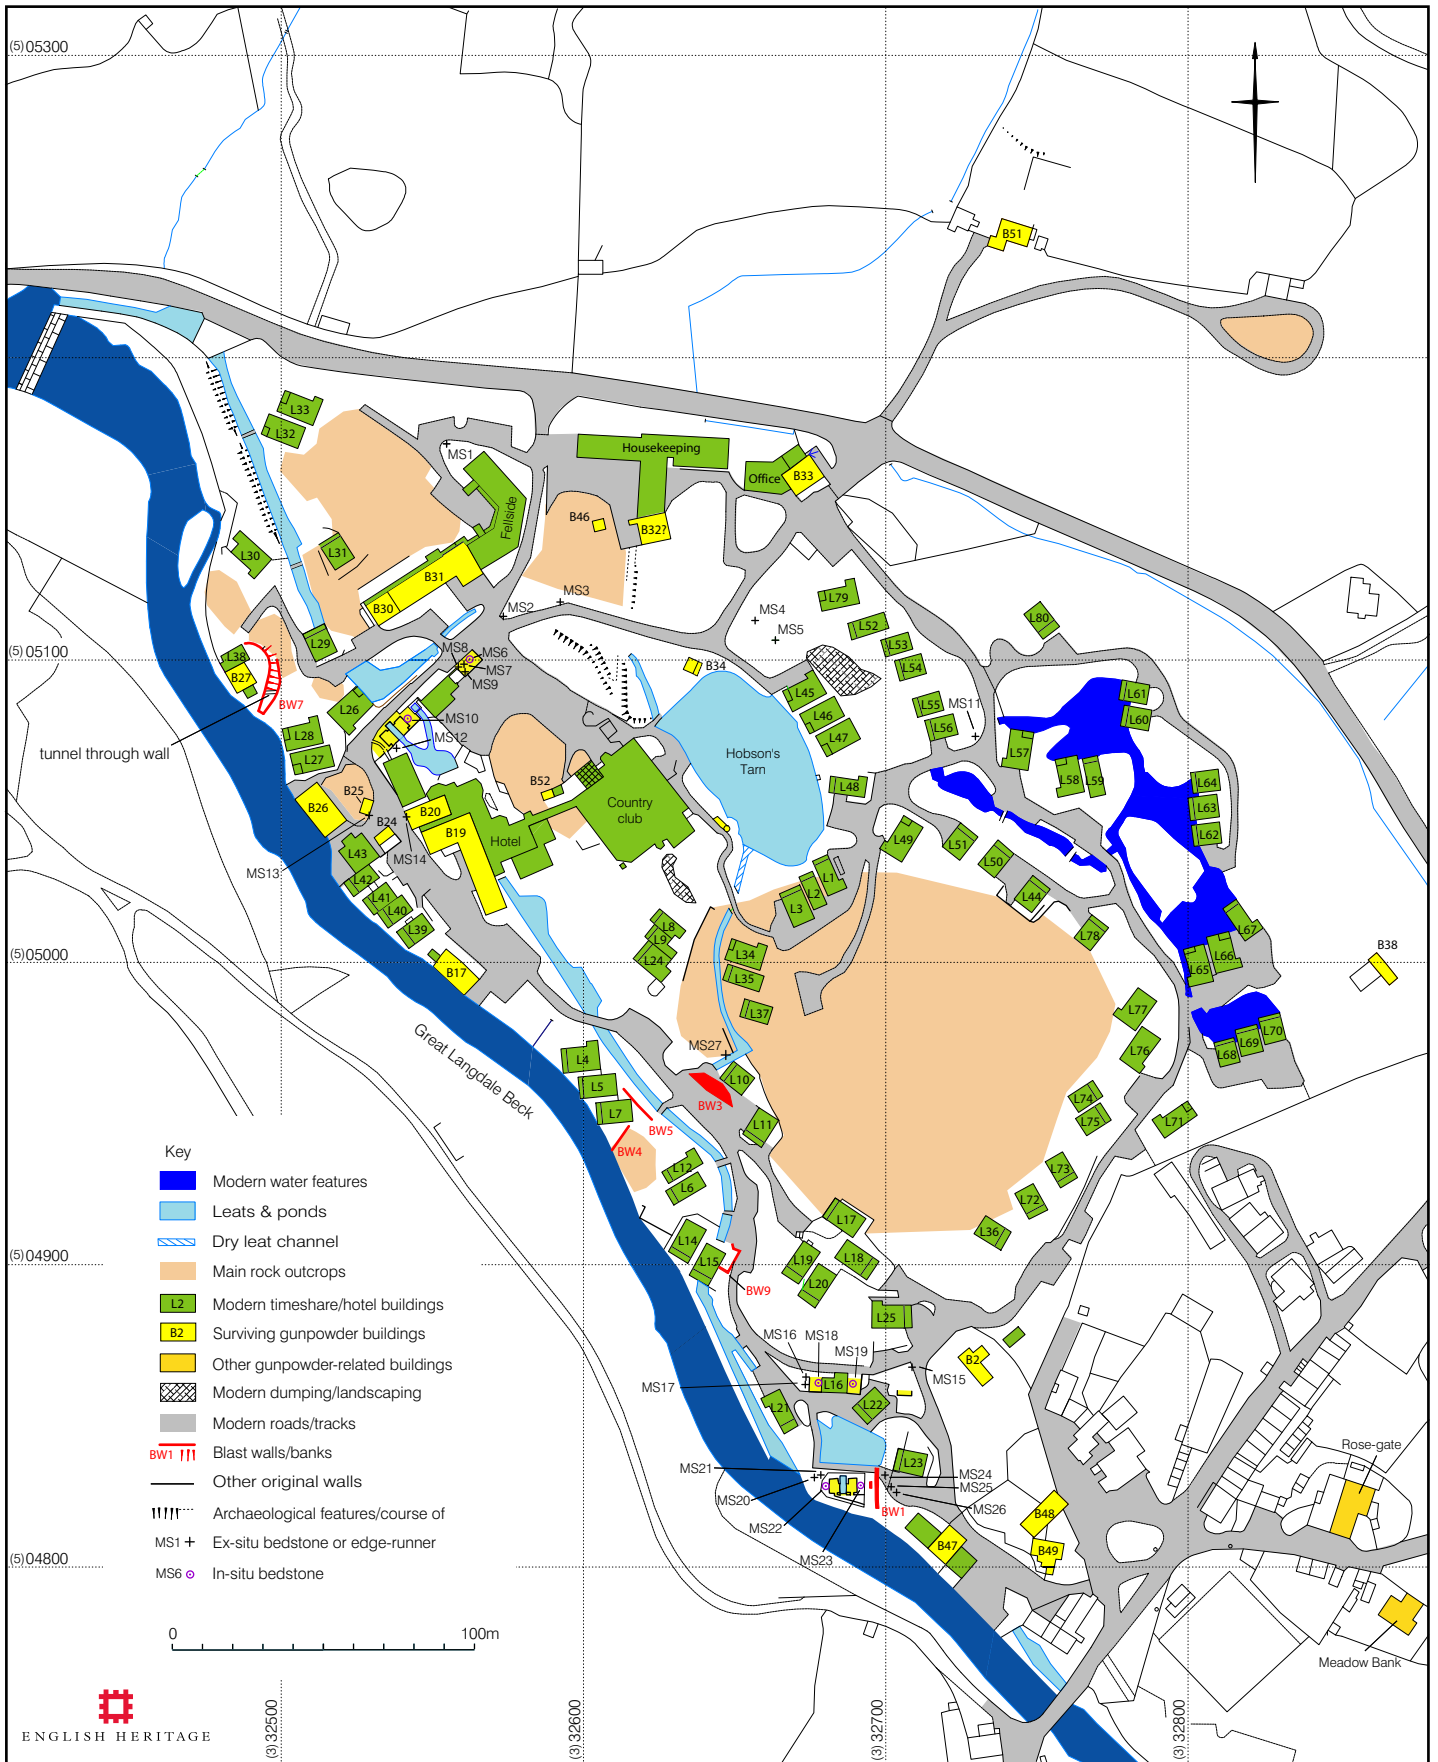 (5)05300
B51
L33
L32
MS1
Housekeeping
Office
B33
Fellside
B46
B32?
L30
L31
B31
B30
MS3
MS2
MS4
MS5
L79
L52
L80
L53
L54
(5)05100
L29
L38
B27
BW7
MS8
MS6
MS7
MS9
B34
L45
L46
L47
L55
L56
MS11
L61
L60
L26
MS10
MS12
L28
L27
tunnel through wall
Hobson's
Tarn
L57
L58
L59
L64
L63
L62
L48
B25
B26
B24
B20
B19
B52
Country
club
Hotel
MS14
MS13
L43
L42
L41
L40
L39
L49
L51
L50
L44
L1
L2
L3
L8
L9
L24
L34
L35
L37
L78
L67
L66
L65
B38
(5)05000
B17
Great Langdale Beck
L77
L76
L70
L69
L68
MS27
L4
L5
L7
L10
BW3
BW5
BW4
L11
L74
L75
L71
L12
L6
L73
L72
L36
L17
L14
L15
L19
L18
L20
BW9
L25
(5)04900
Key
Modern water features
Leats & ponds
Dry leat channel
Main rock outcrops
L2 Modern timeshare/hotel buildings
B2 Surviving gunpowder buildings
Other gunpowder-related buildings
Modern dumping/landscaping
Modern roads/tracks
BW1 Blast walls/banks
Other original walls
Archaeological features/course of
MS1 Ex-situ bedstone or edge-runner
MS6 In-situ bedstone
MS16
MS18
MS19
MS17
L16
MS15
B2
L21
L22
L23
MS21
MS20
MS22
MS23
BW1
MS24
MS25
MS26
B47
B48
B49
Rose-gate
Meadow Bank
(5)04800
0 100m
ENGLISH HERITAGE
(3)32500
(3)32600
(3)32700
(3)32800